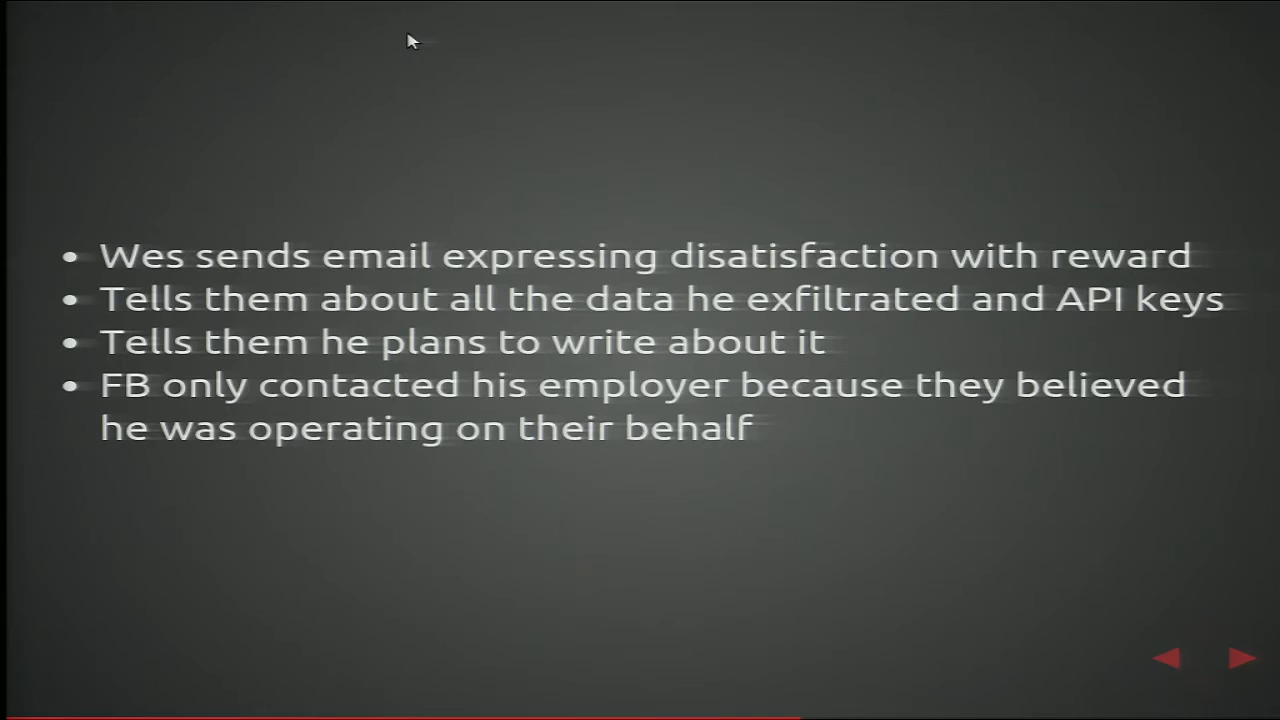 • Wes sends email expressing disatisfaction with reward
• Tells them about all the data he exfiltrated and API keys
• Tells them he plans to write about it
• FB only contacted his employer because they believed
he was operating on their behalf